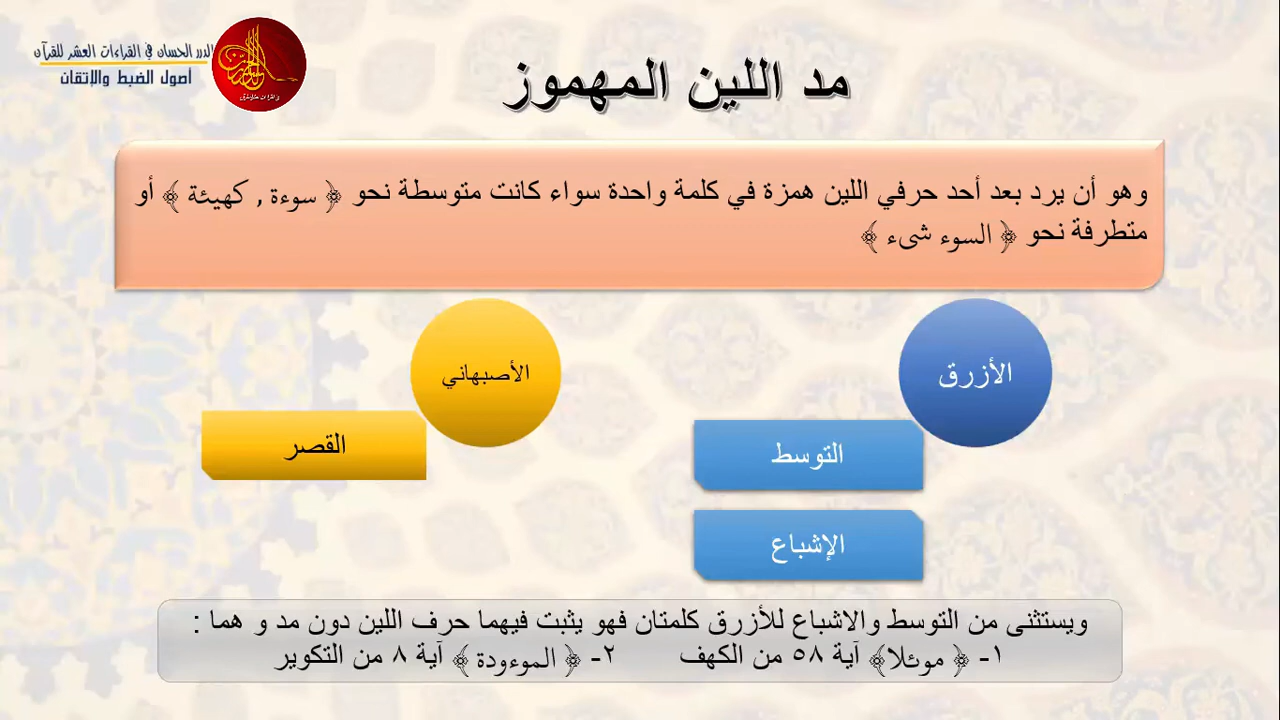 الدرر الحسان في القراءات العشر للقرآن
أصول الضبط والإتقان
مد اللين المهموز
وهو أن يرد بعد أحد حرفي اللين همزة في كلمة واحدة سواء كانت متوسطة نحو ﴿ سوءة , كهيئة ﴾ أو
متطرفة نحو ﴿ السوء شىء ﴾
الأزرق
التوسط
الإشباع
الأصبهاني
القصر
ويستثنى من التوسط والاشباع للأزرق كلمتان فهو يثبت فيهما حرف اللين دون مد و هما :
١- ﴿ موئلا﴾ آية ٥٨ من الكهف ٢- ﴿ الموءودة ﴾ آية ٨ من التكوير